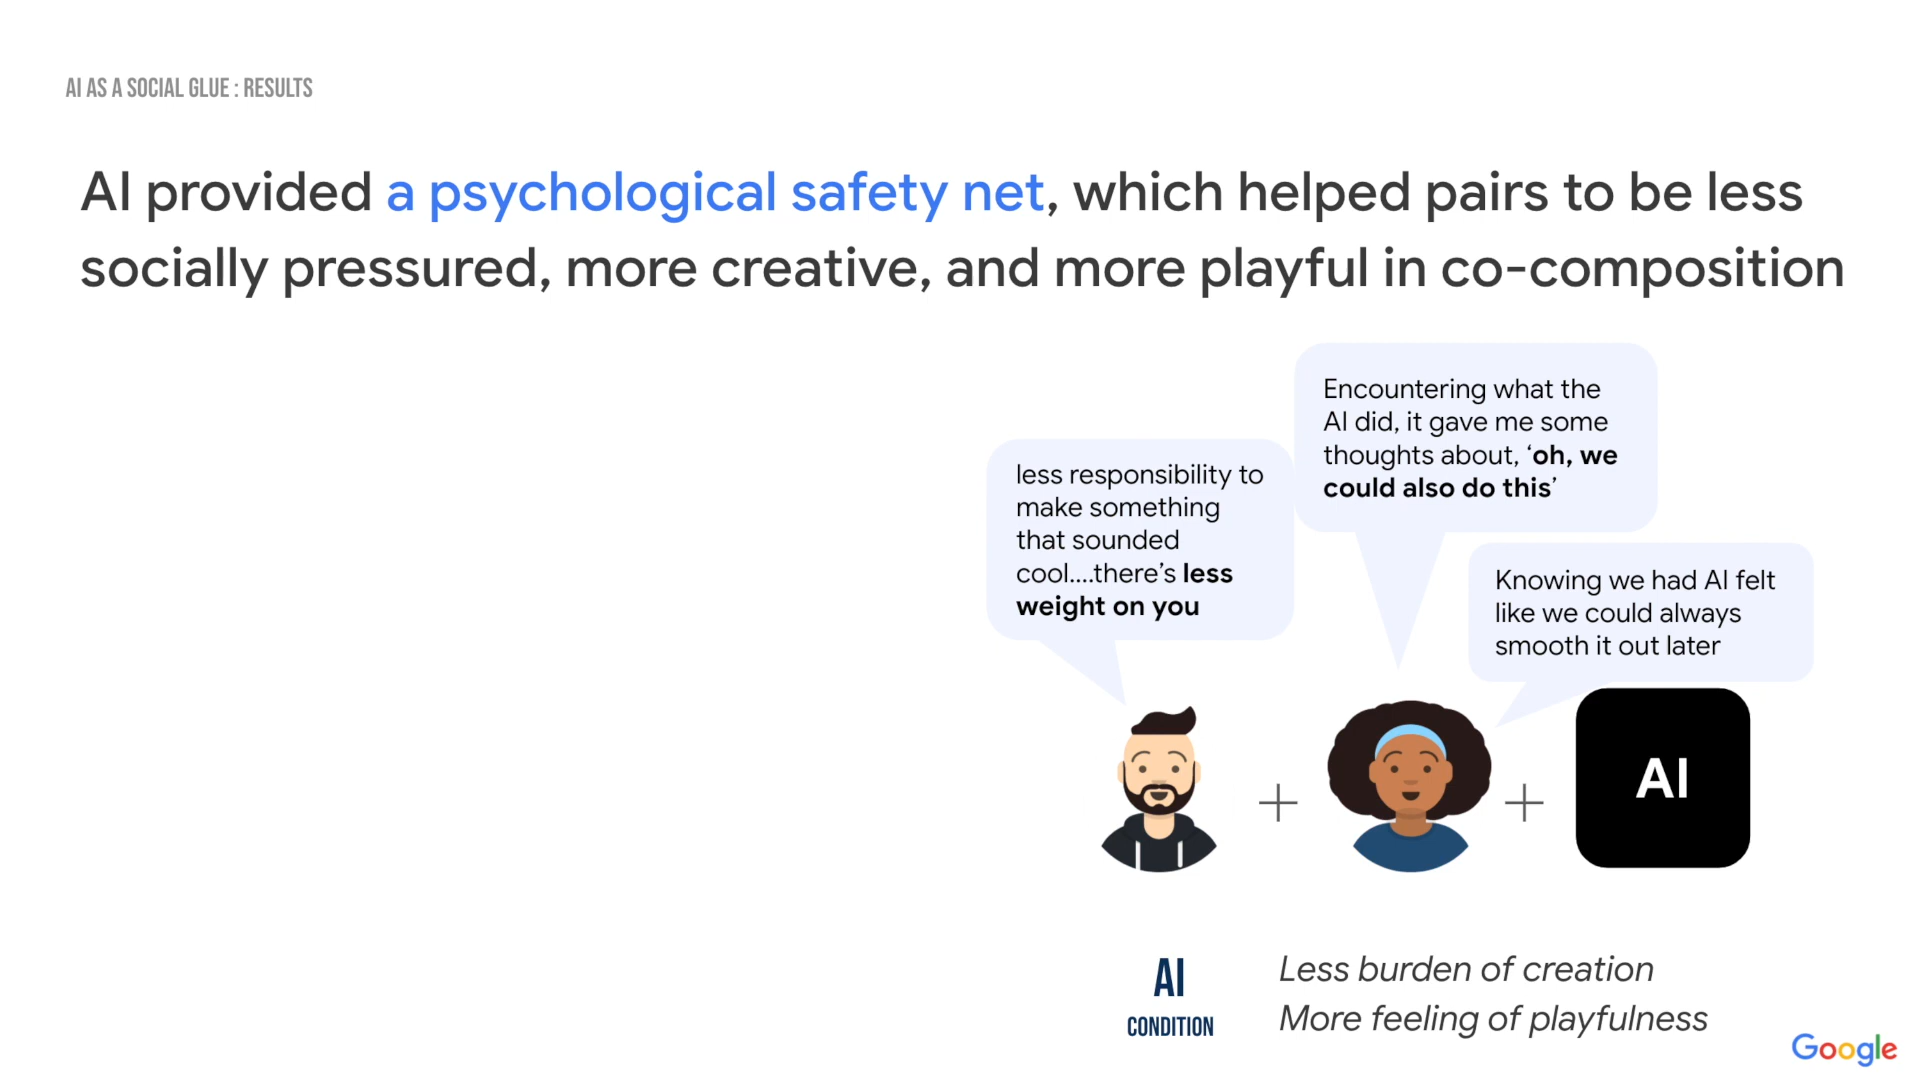 AI AS A SOCIAL GLUE : RESULTS
AI provided a psychological safety net, which helped pairs to be less
socially pressured, more creative, and more playful in co-composition
less responsibility to
make something
that sounded
cool....there’s less
weight on you
Encountering what the
AI did, it gave me some
thoughts about, ‘oh, we
could also do this’
Knowing we had AI felt
like we could always
smooth it out later
AI
AI
CONDITION
Less burden of creation
More feeling of playfulness
Google